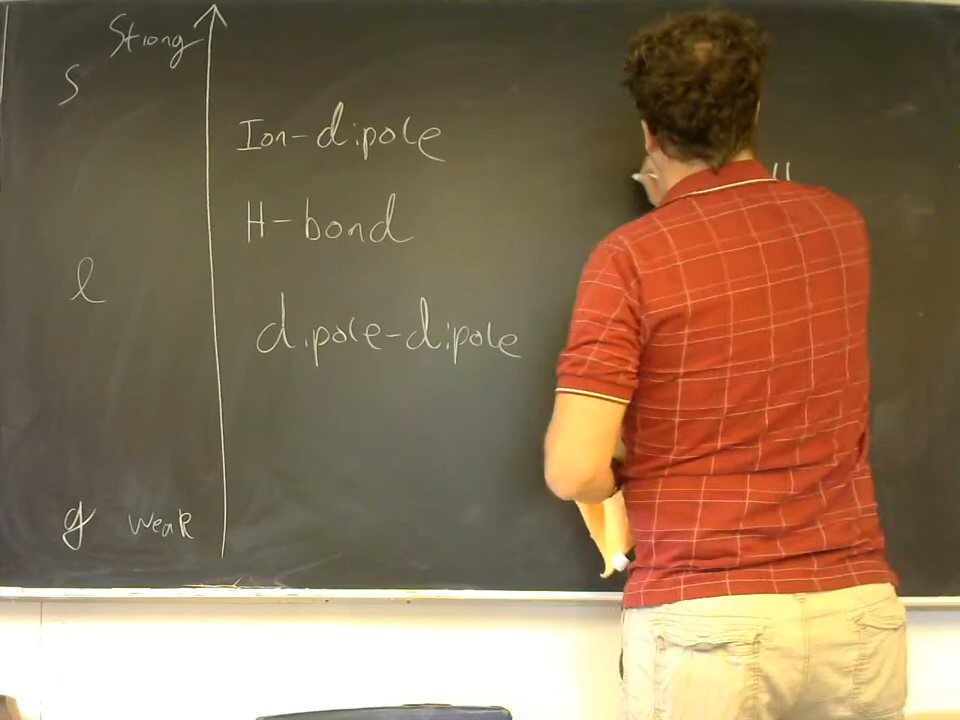 Strong
s
Ion-dipole
H-bond
l
dipole-dipole
g weak